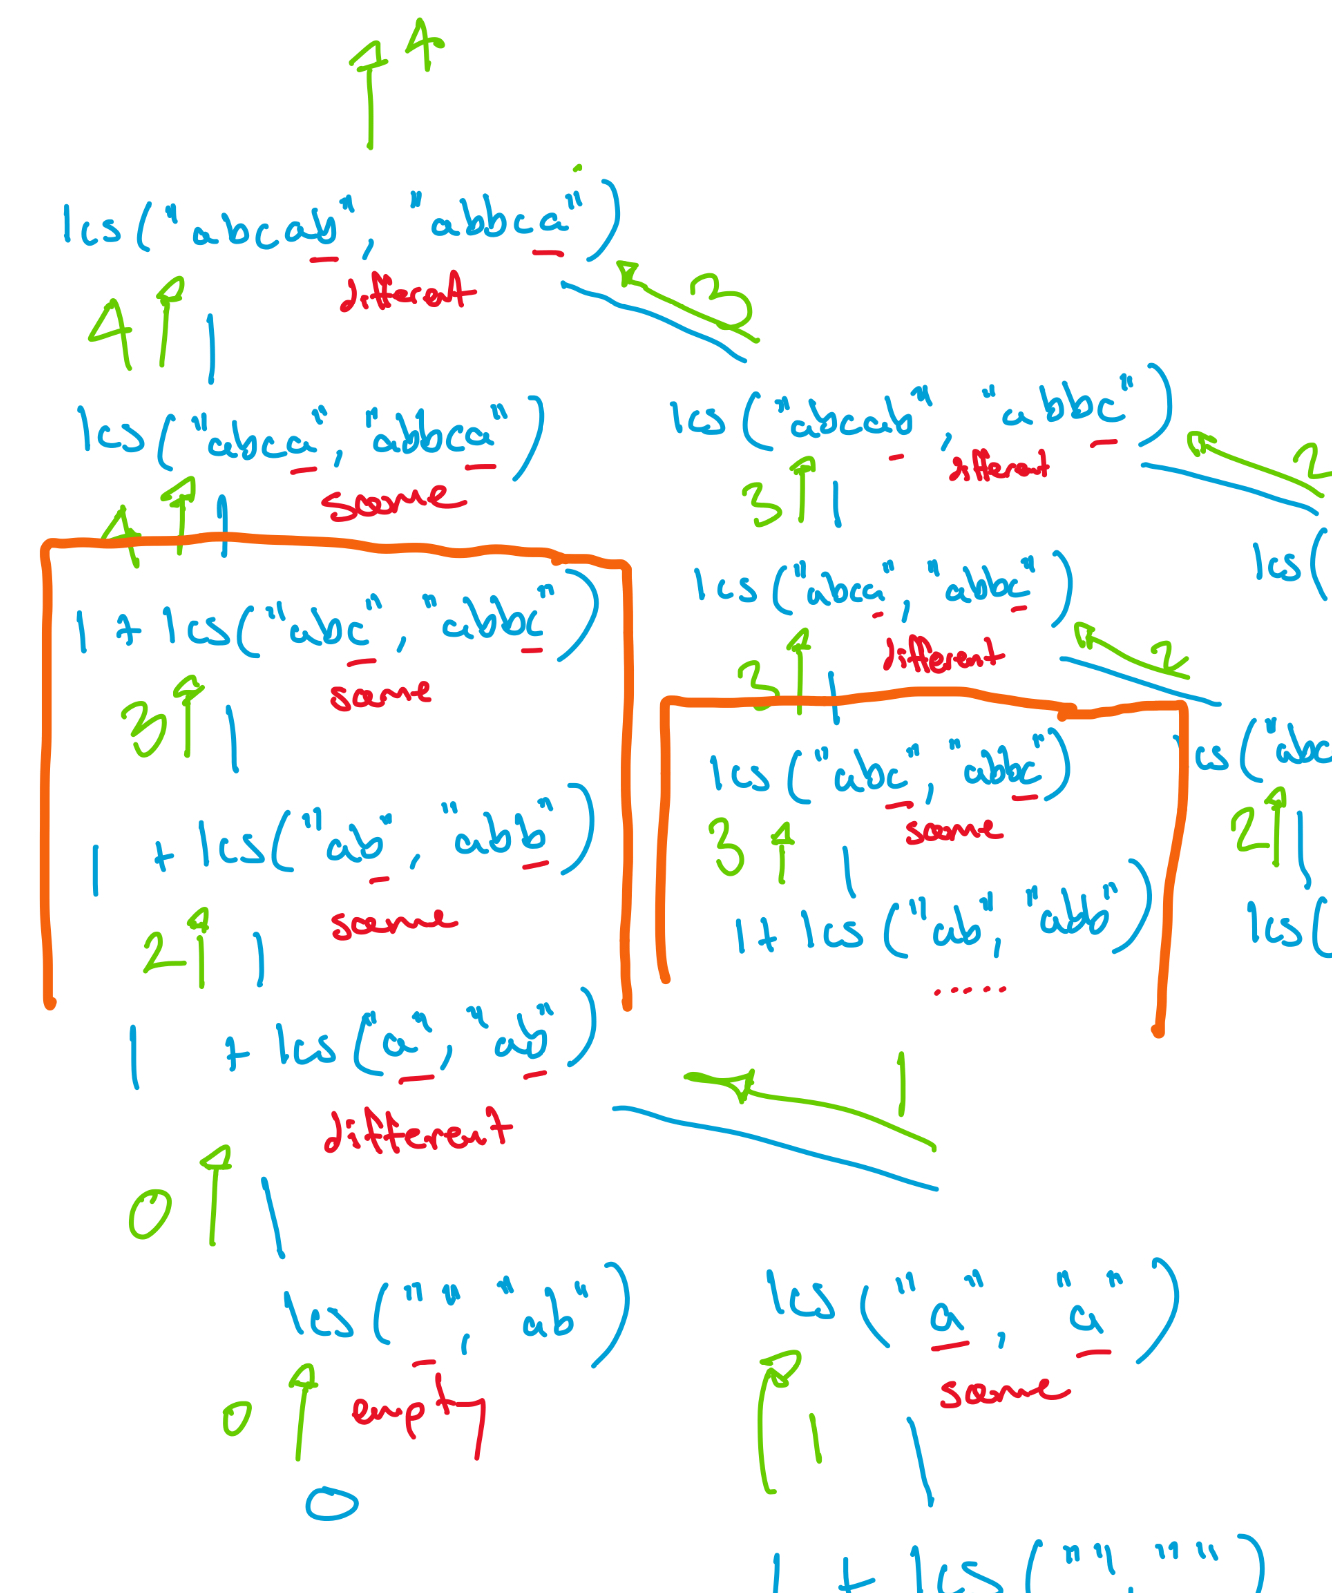 4
lcs("abcab", "abbca")
different
3
4
lcs("abca", "abbca")
same
lcs("abcab", "abbc")
different
2
4
3
lcs(
1 + lcs("abc", "abbc")
same
lcs("abca", "abbc")
different
2
3
3
lcs("abc", "abbc")
same
cs("abc
1 + lcs("ab", "abb")
same
3
2
2
1 + lcs("ab", "abb")
.....
lcs(
1 + lcs("a", "ab")
different
1
0
lcs("", "ab")
empty
lcs("a", "a")
same
0
1
0
1 + lcs("", "")